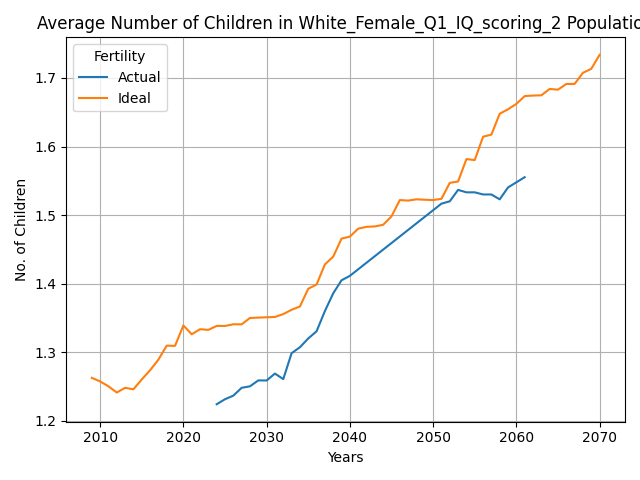 Average Number of Children in White_Female_Q1_IQ_scoring_2 Populatio
Fertility
Actual
Ideal
1.7
1.6
1.5
1.4
1.3
1.2
No. of Children
2010 2020 2030 2040 2050 2060 2070
Years